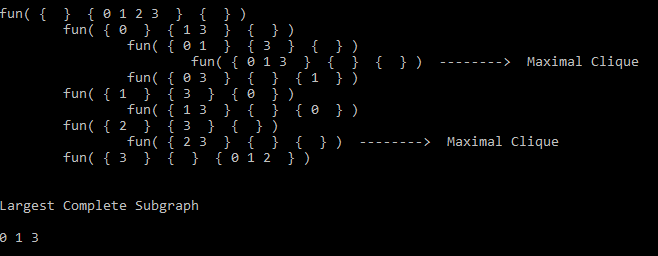 fun( {  }  { 0 1 2 3  }  {  } )
fun( { 0  }  { 1 3  }  {  } )
fun( { 0 1  }  { 3  }  {  } )
fun( { 0 1 3  }  {  }  {  } )  -------->  Maximal Clique
fun( { 0 3  }  {  }  { 1  } )
fun( { 1  }  { 3  }  { 0  } )
fun( { 1 3  }  {  }  { 0  } )
fun( { 2  }  { 3  }  {  } )
fun( { 2 3  }  {  }  {  } )  -------->  Maximal Clique
fun( { 3  }  {  }  { 0 1 2  } )
Largest Complete Subgraph
0 1 3